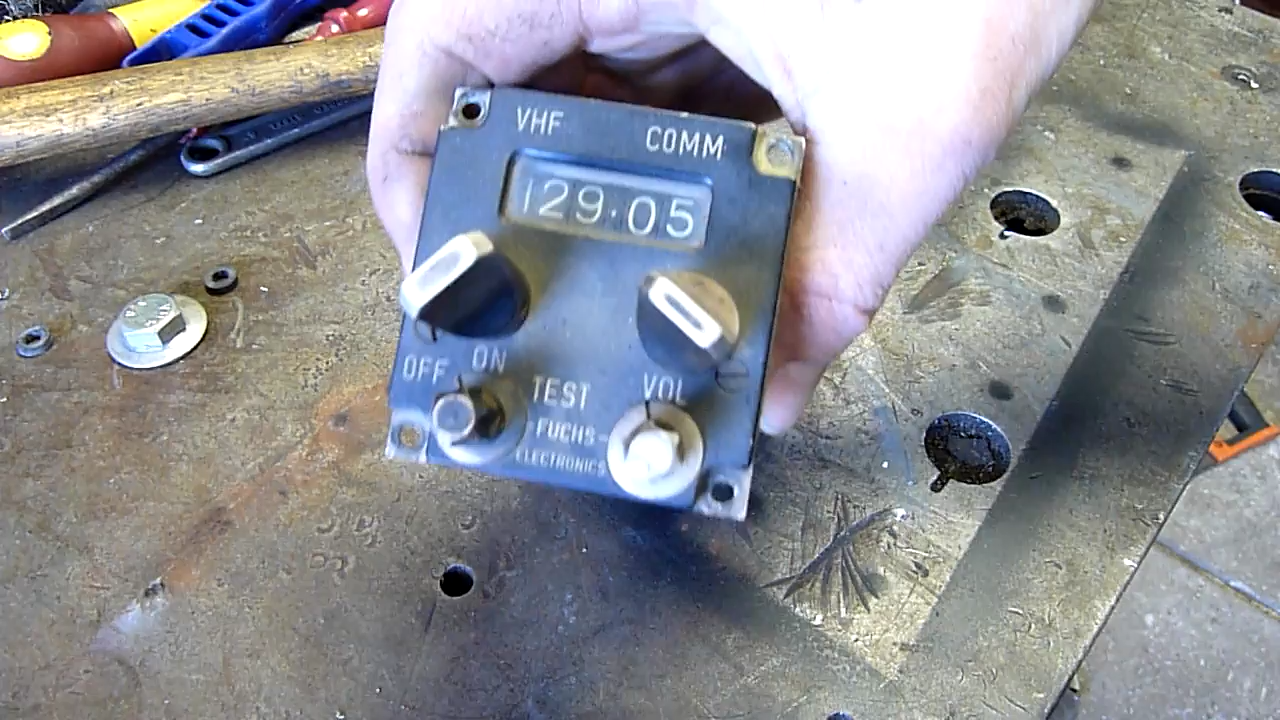 VHF COMM
129.05
OFF ON
TEST VOL
FUCHS
ELECTRONICS